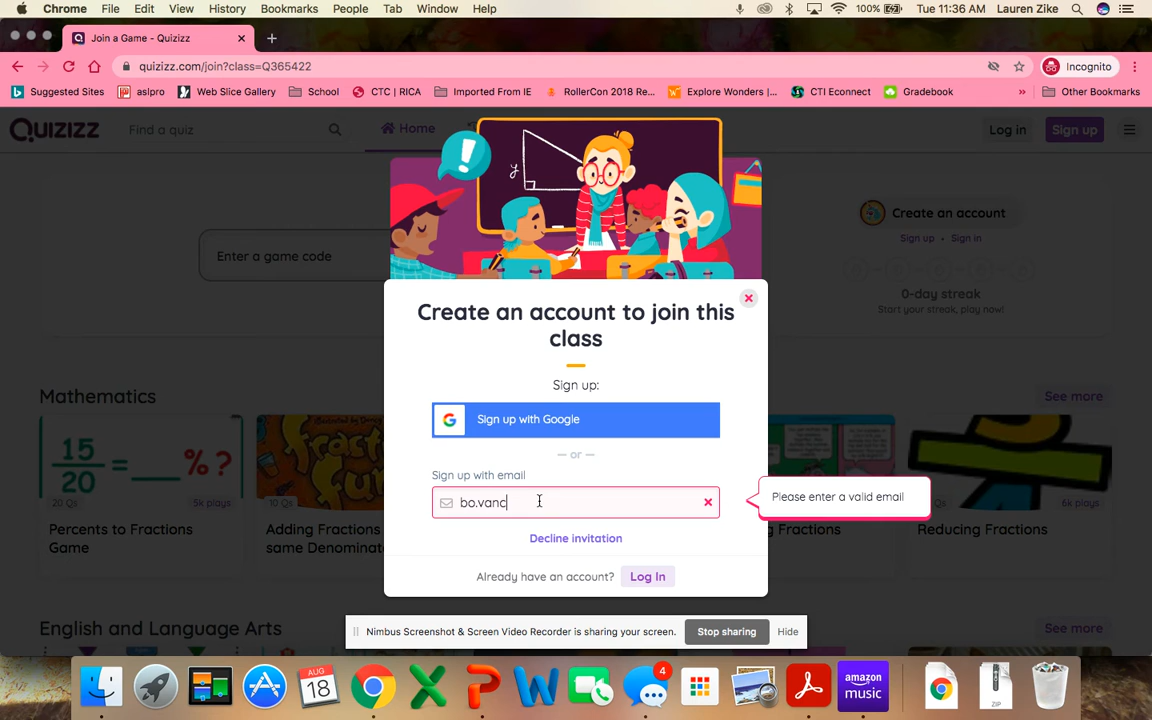 Chrome File Edit View History Bookmarks People Tab Window Help 100% Tue 11:36 AM Lauren Zike
Join a Game - Quizizz
quizizz.com/join?class=Q365422 Incognito
Suggested Sites aslpro Web Slice Gallery School CTC | RICA Imported From IE RollerCon 2018 Re... Explore Wonders |... CTI Econnect Gradebook » Other Bookmarks
QUIZIZZ Find a quiz Home Log in Sign up
!
y
Create an account
Sign up • Sign in
Enter a game code
0-day streak
Start your streak, play now!
Create an account to join this
class
Sign up:
G Sign up with Google
— or —
Sign up with email
bo.vanc
Please enter a valid email
Decline invitation
Already have an account? Log In
Mathematics See more
15
20 = % ?
5k plays
10 Qs
6k plays
Percents to Fractions
Game
Adding Fractions
same Denominat
ng Fractions
Reducing Fractions
English and Language Arts See more
Nimbus Screenshot & Screen Video Recorder is sharing your screen. Stop sharing Hide
AUG
18
4
amazon
music
ZIP